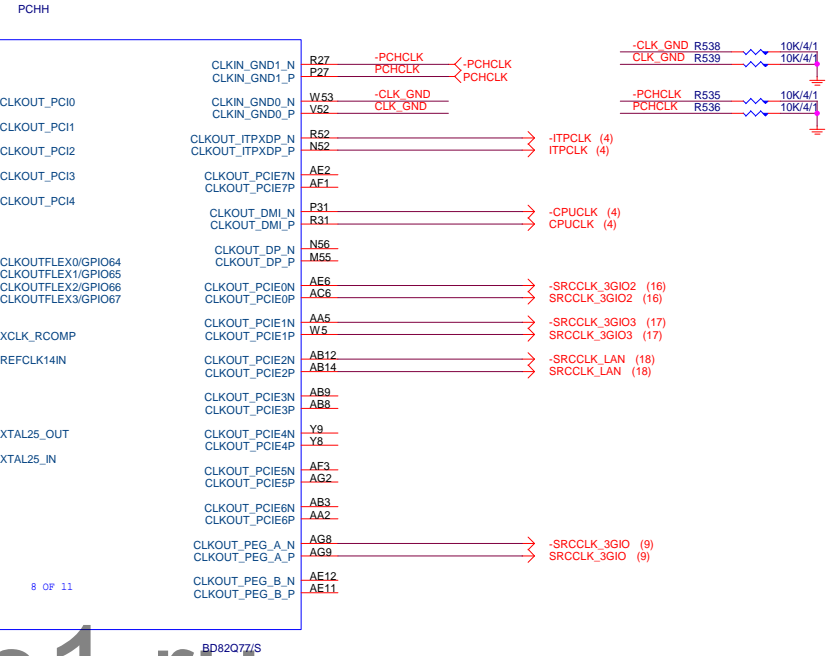 PCHH
CLKOUT_PCI0
CLKOUT_PCI1
CLKOUT_PCI2
CLKOUT_PCI3
CLKOUT_PCI4
CLKOUTFLEX0/GPIO64
CLKOUTFLEX1/GPIO65
CLKOUTFLEX2/GPIO66
CLKOUTFLEX3/GPIO67
XCLK_RCOMP
REFCLK14IN
XTAL25_OUT
XTAL25_IN
8 OF 11
CLKIN_GND1_N R27 -PCHCLK -PCHCLK
CLKIN_GND1_P P27 PCHCLK PCHCLK
CLKIN_GND0_N W53 -CLK_GND
CLKIN_GND0_P V52 CLK_GND
CLKOUT_ITPXDP_N R52 -ITPCLK (4)
CLKOUT_ITPXDP_P N52 ITPCLK (4)
CLKOUT_PCIE7N AE2
CLKOUT_PCIE7P AF1
CLKOUT_DMI_N P31 -CPUCLK (4)
CLKOUT_DMI_P R31 CPUCLK (4)
CLKOUT_DP_N N56
CLKOUT_DP_P M55
CLKOUT_PCIE0N AE6 -SRCCLK_3GIO2 (16)
CLKOUT_PCIE0P AC6 SRCCLK_3GIO2 (16)
CLKOUT_PCIE1N AA5 -SRCCLK_3GIO3 (17)
CLKOUT_PCIE1P W5 SRCCLK_3GIO3 (17)
CLKOUT_PCIE2N AB12 -SRCCLK_LAN (18)
CLKOUT_PCIE2P AB14 SRCCLK_LAN (18)
CLKOUT_PCIE3N AB9
CLKOUT_PCIE3P AB8
CLKOUT_PCIE4N Y9
CLKOUT_PCIE4P Y8
CLKOUT_PCIE5N AF3
CLKOUT_PCIE5P AG2
CLKOUT_PCIE6N AB3
CLKOUT_PCIE6P AA2
CLKOUT_PEG_A_N AG8 -SRCCLK_3GIO (9)
CLKOUT_PEG_A_P AG9 SRCCLK_3GIO (9)
CLKOUT_PEG_B_N AE12
CLKOUT_PEG_B_P AE11
-CLK_GND R538 10K/4/1
CLK_GND R539 10K/4/1
-PCHCLK R535 10K/4/1
PCHCLK R536 10K/4/1
BD82Q77/S